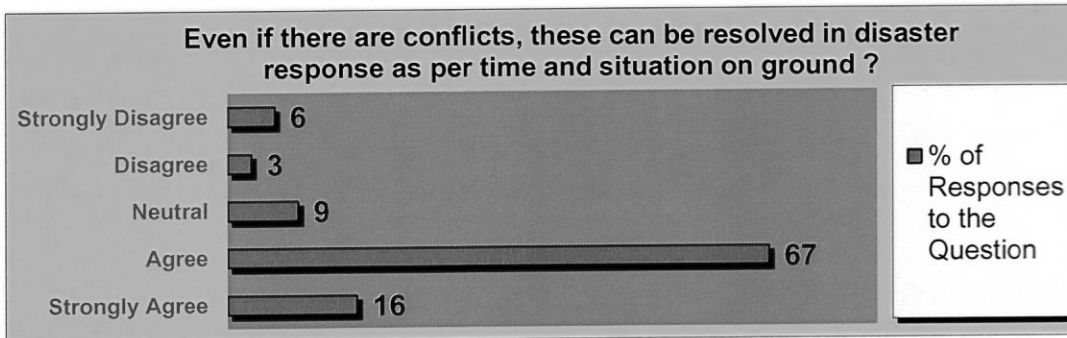 Even if there are conflicts, these can be resolved in disaster
response as per time and situation on ground ?
Strongly Disagree
6
Disagree
3
Neutral
9
Agree
67
Strongly Agree
16
% of
Responses
to the
Question